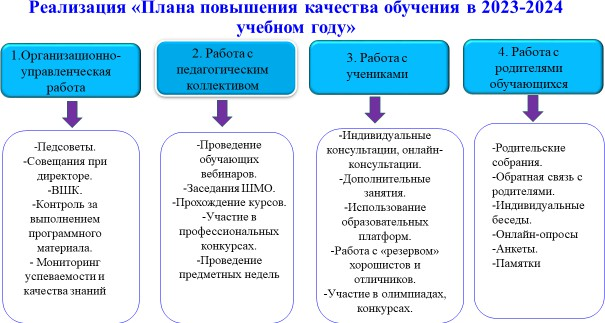 Реализация «Плана повышения качества обучения в 2023-2024
учебном году»
1.Организационно-
управленческая
работа
2. Работа с
педагогическим
коллективом
3. Работа с
учениками
4. Работа с
родителями
обучающихся
-Педсоветы.
-Совещания при
директоре.
-ВШК.
-Контроль за
выполнением
программного
материала.
- Мониторинг
успеваемости и
качества знаний
-Проведение
обучающих
вебинаров.
-Заседания ШМО.
-Прохождение курсов.
-Участие в
профессиональных
конкурсах.
-Проведение
предметных недель
-Индивидуальные
консультации, онлайн-
консультации.
-Дополнительные
занятия.
-Использование
образовательных
платформ.
-Работа с «резервом»
хорошистов и
отличников.
-Участие в олимпиадах,
конкурсах.
-Родительские
собрания.
-Обратная связь с
родителями.
-Индивидуальные
беседы.
-Онлайн-опросы
-Анкеты.
-Памятки